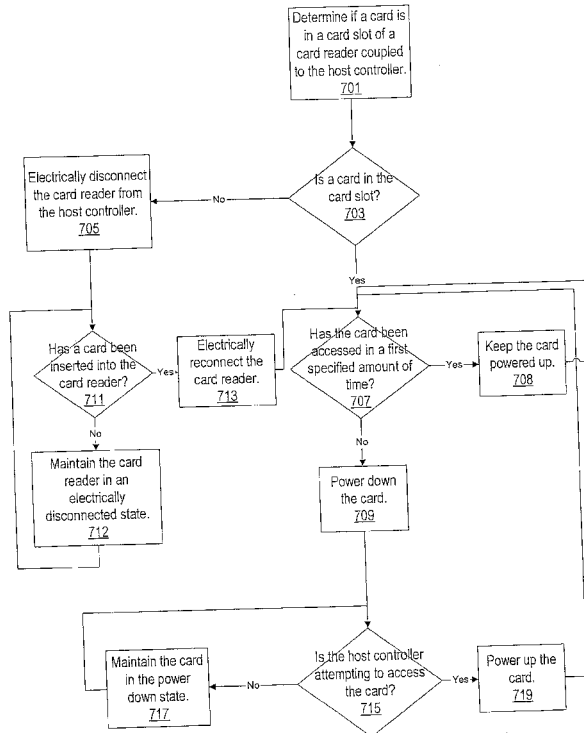 Determine if a card is
in a card slot of a
card reader coupled
to the host controller.
701
Is a card in the
card slot?
703
No
Yes
Electrically disconnect
the card reader from
the host controller.
705
Has a card been
inserted into the
card reader?
711
Yes
No
Electrically
reconnect the
card reader.
713
Maintain the card
reader in an
electrically
disconnected state.
712
Has the card been
accessed in a first
specified amount of
time?
707
Yes
No
Keep the card
powered up.
708
Power down
the card.
709
Is the host controller
attempting to access
the card?
715
No
Yes
Maintain the card
in the power
down state.
717
Power up the
card.
719